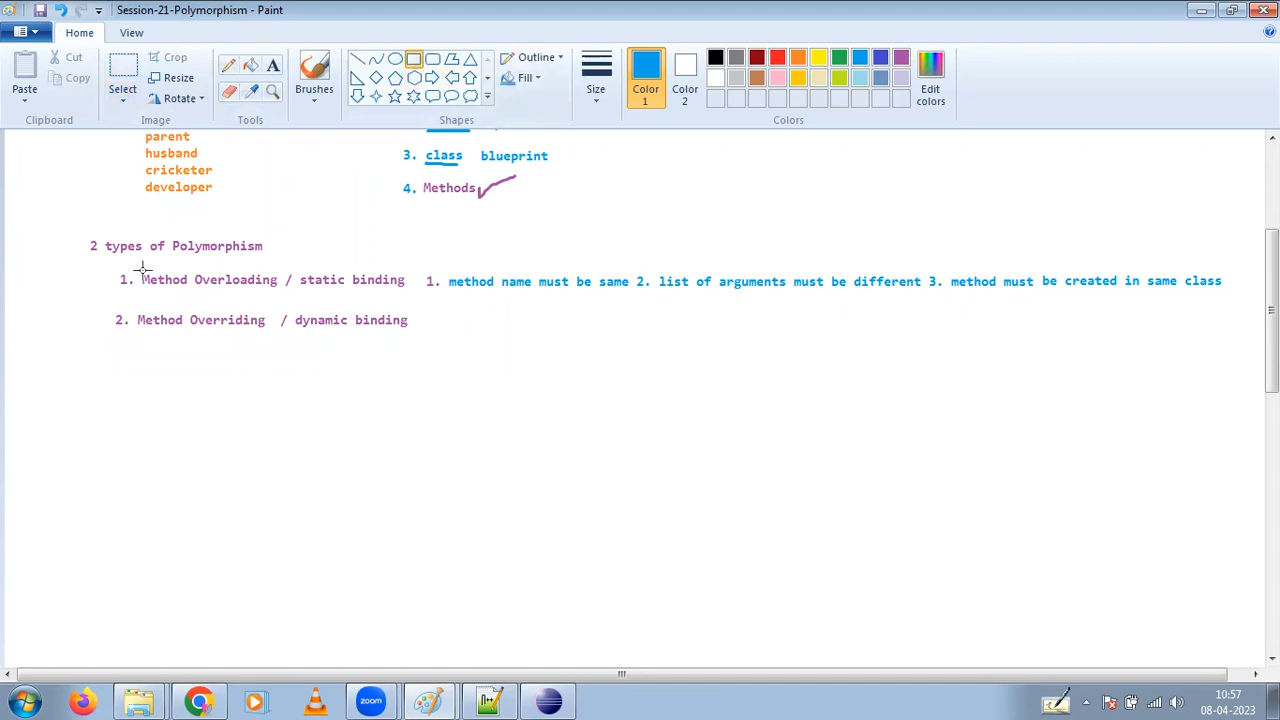 Session-21-Polymorphism - Paint
Home
View
Paste
Cut
Copy
Clipboard
Select
Crop
Resize
Rotate
Image
A
Tools
Brushes
Outline
Fill
Shapes
Size
Color 1
Color 2
Edit colors
Colors
parent
husband
cricketer
developer
3. class blueprint
4. Methods
2 types of Polymorphism
1. Method Overloading / static binding 1. method name must be same 2. list of arguments must be different 3. method must be created in same class
2. Method Overriding / dynamic binding
zoom
10:57
08-04-2023